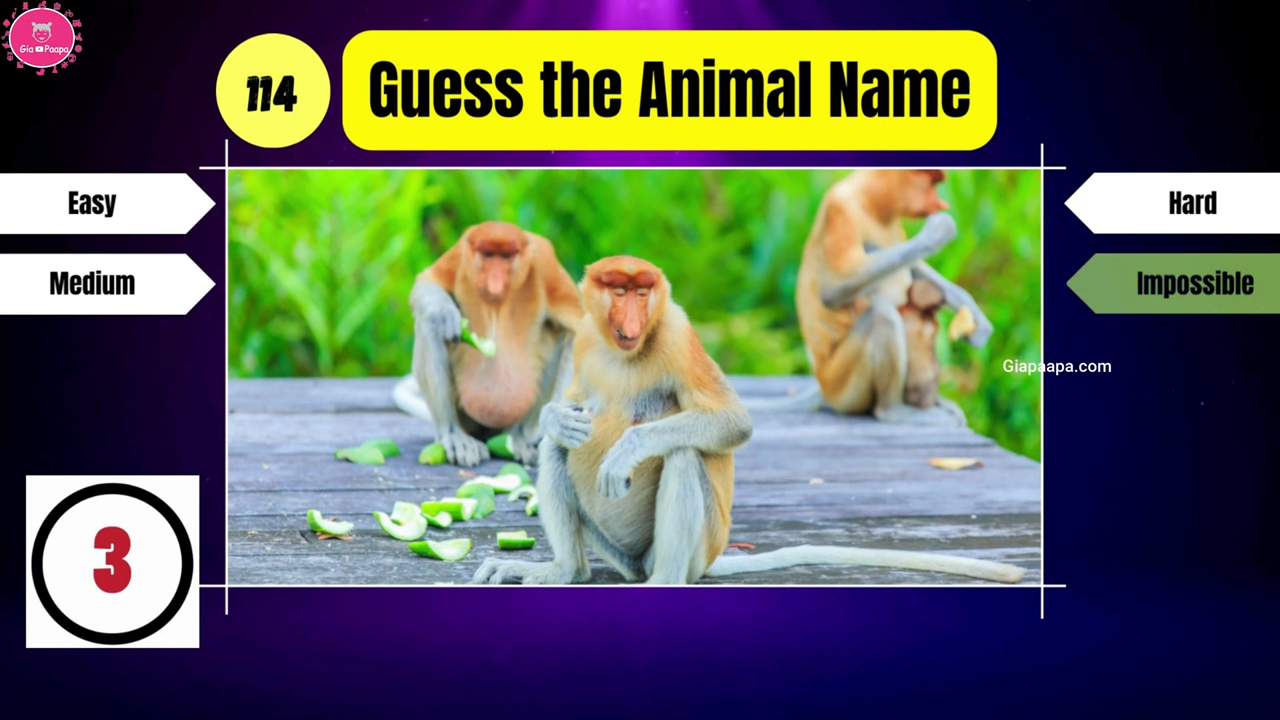 Gia Paapa
114
Guess the Animal Name
Easy
Medium
Hard
Impossible
Giapaapa.com
3